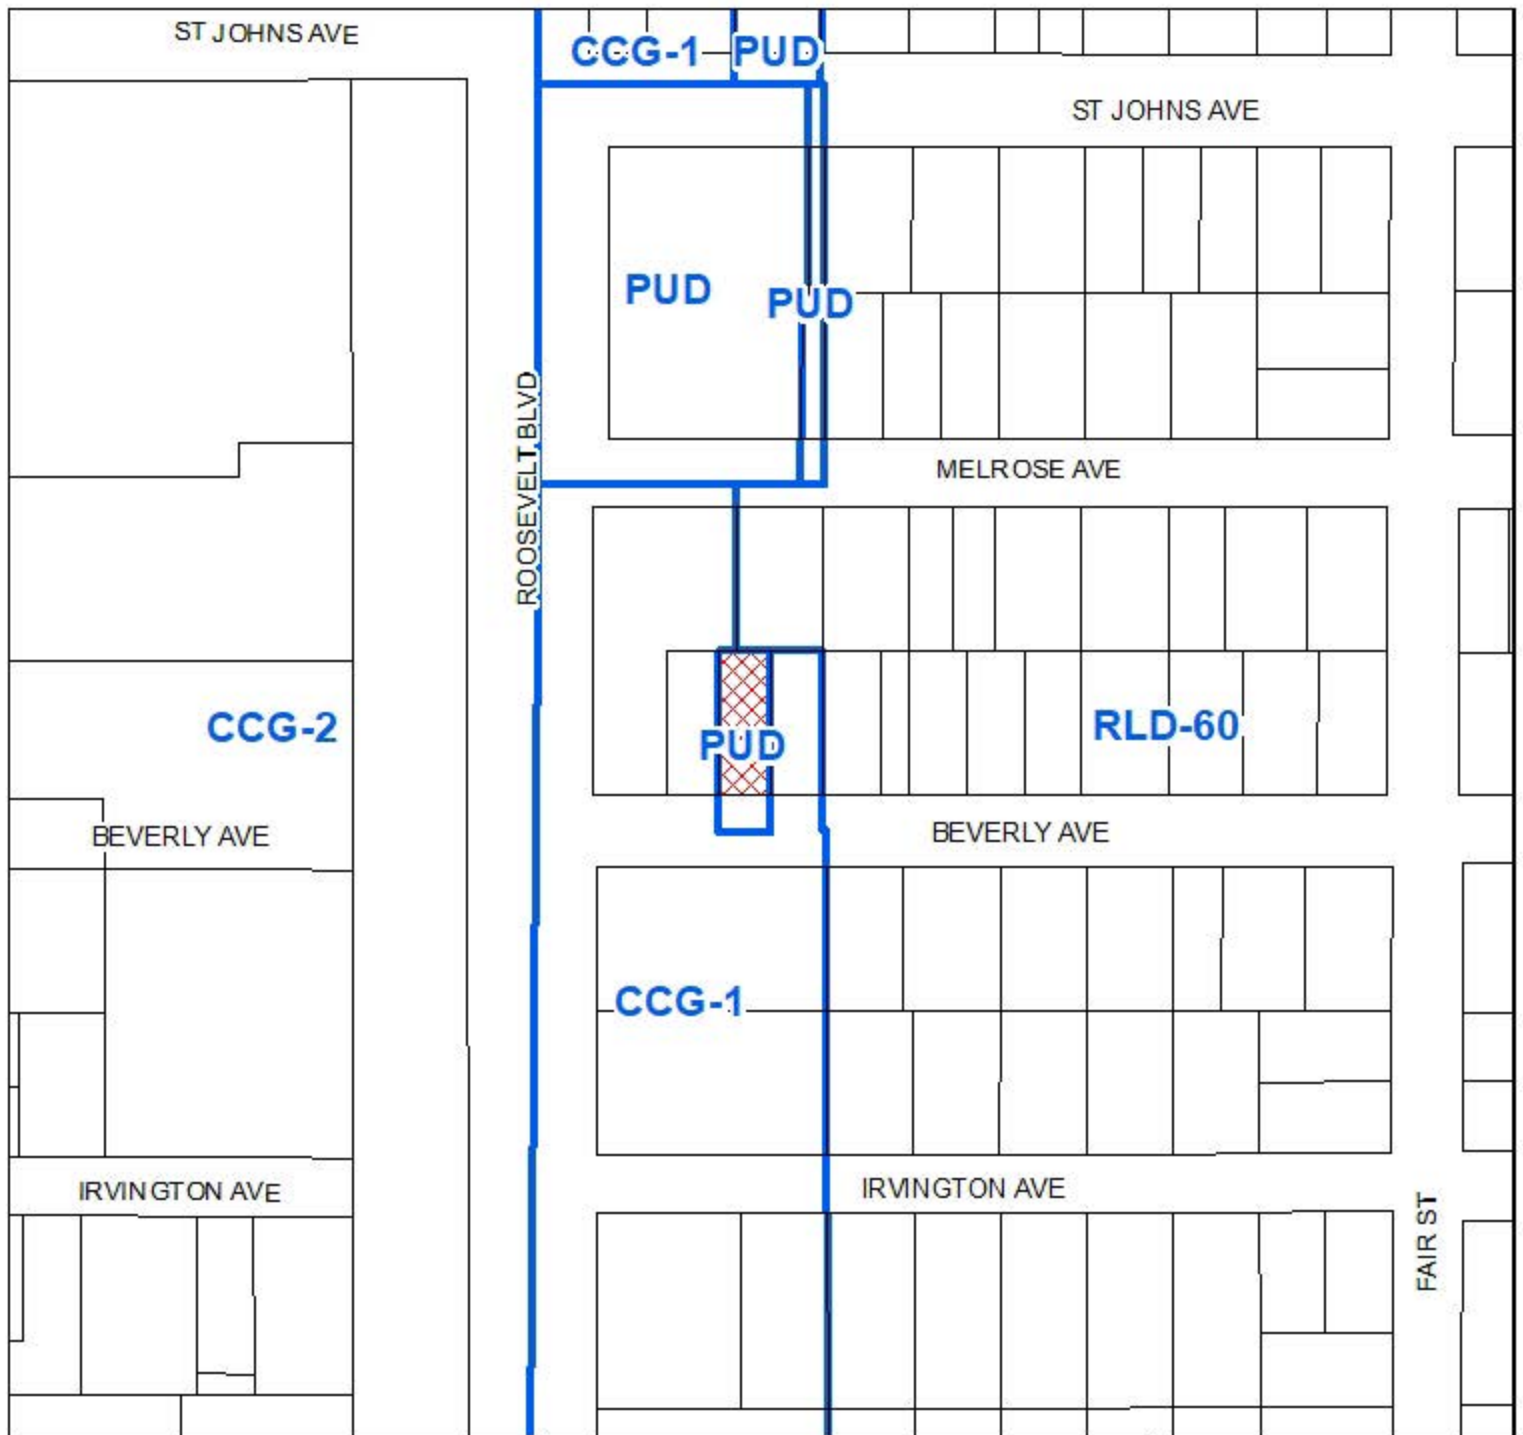 ST JOHNS AVE
CCG-1
PUD
ST JOHNS AVE
PUD
PUD
ROOSEVELT BLVD
MELROSE AVE
CCG-2
PUD
RLD-60
BEVERLY AVE
BEVERLY AVE
CCG-1
IRVINGTON AVE
IRVINGTON AVE
FAIR ST